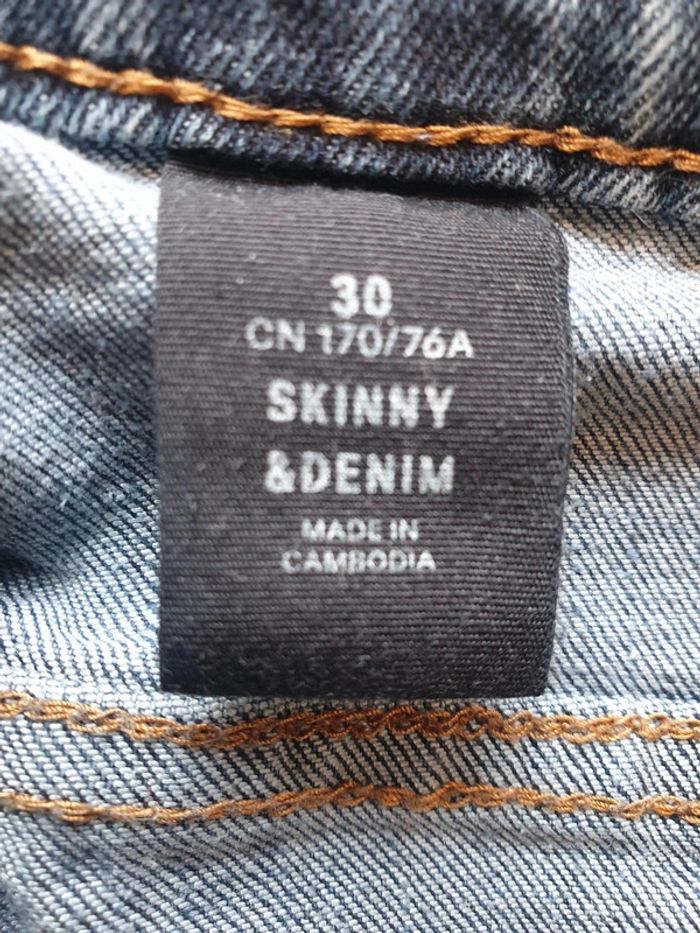 30
CN 170/76A
SKINNY
&DENIM
MADE IN
CAMBODIA